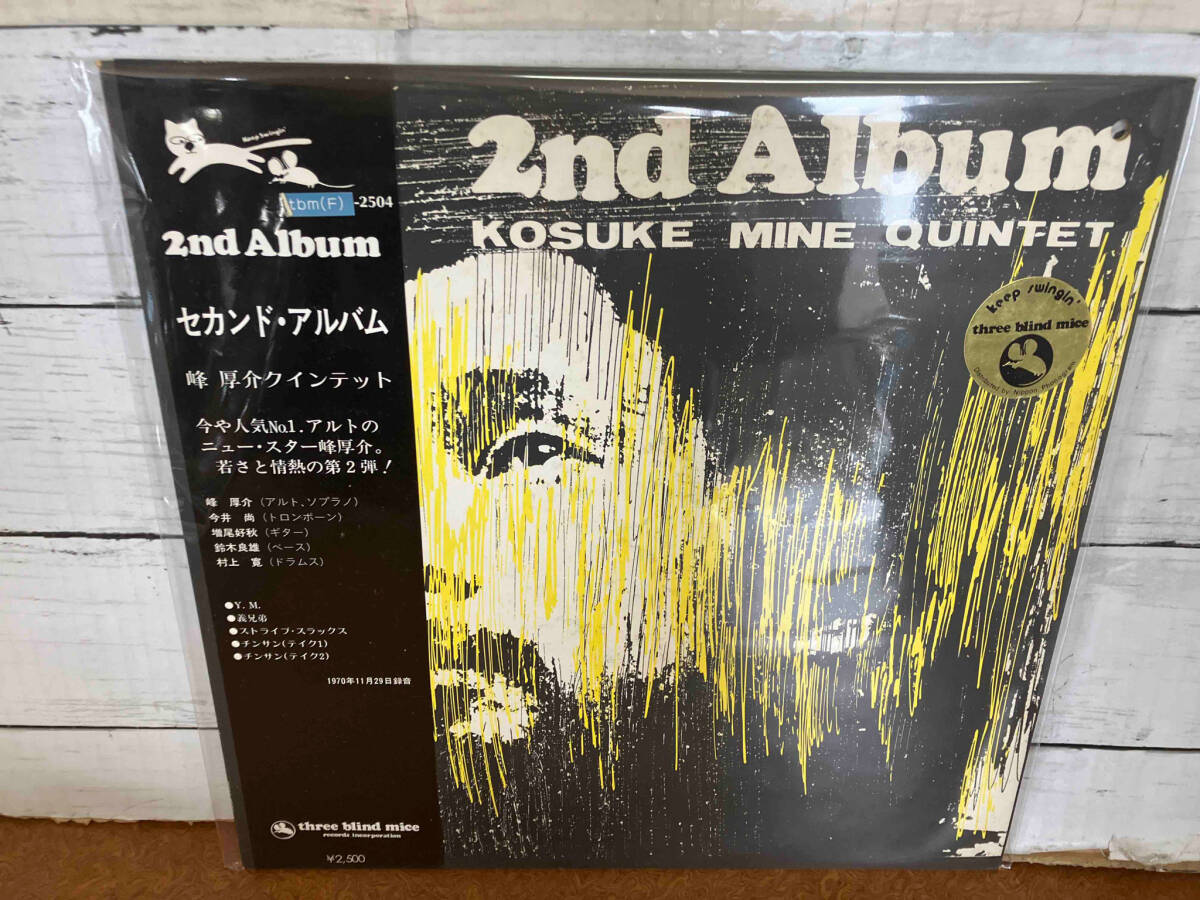 Keep Swingin'
tbm(F)-2504
2nd Album
セカンド・アルバム
峰 厚介クインテット
今や人気No.1.アルトの
ニュー・スター峰厚介。
若さと情熱の第2弾!
峰 厚介(アルト、ソプラノ)
今井 尚(トロンボーン)
増尾好秋(ギター)
鈴木良雄(ベース)
村上 寛(ドラムス)
●Y. M.
●義兄弟
●ストライプ・スラックス
●チンサン(テイク1)
●チンサン(テイク2)
1970年11月29日録音
three blind mice
records incorporation
¥2,500
2nd Album
KOSUKE MINE QUINTET
keep swingin'
three blind mice
Distributed by Nippon Phonogram